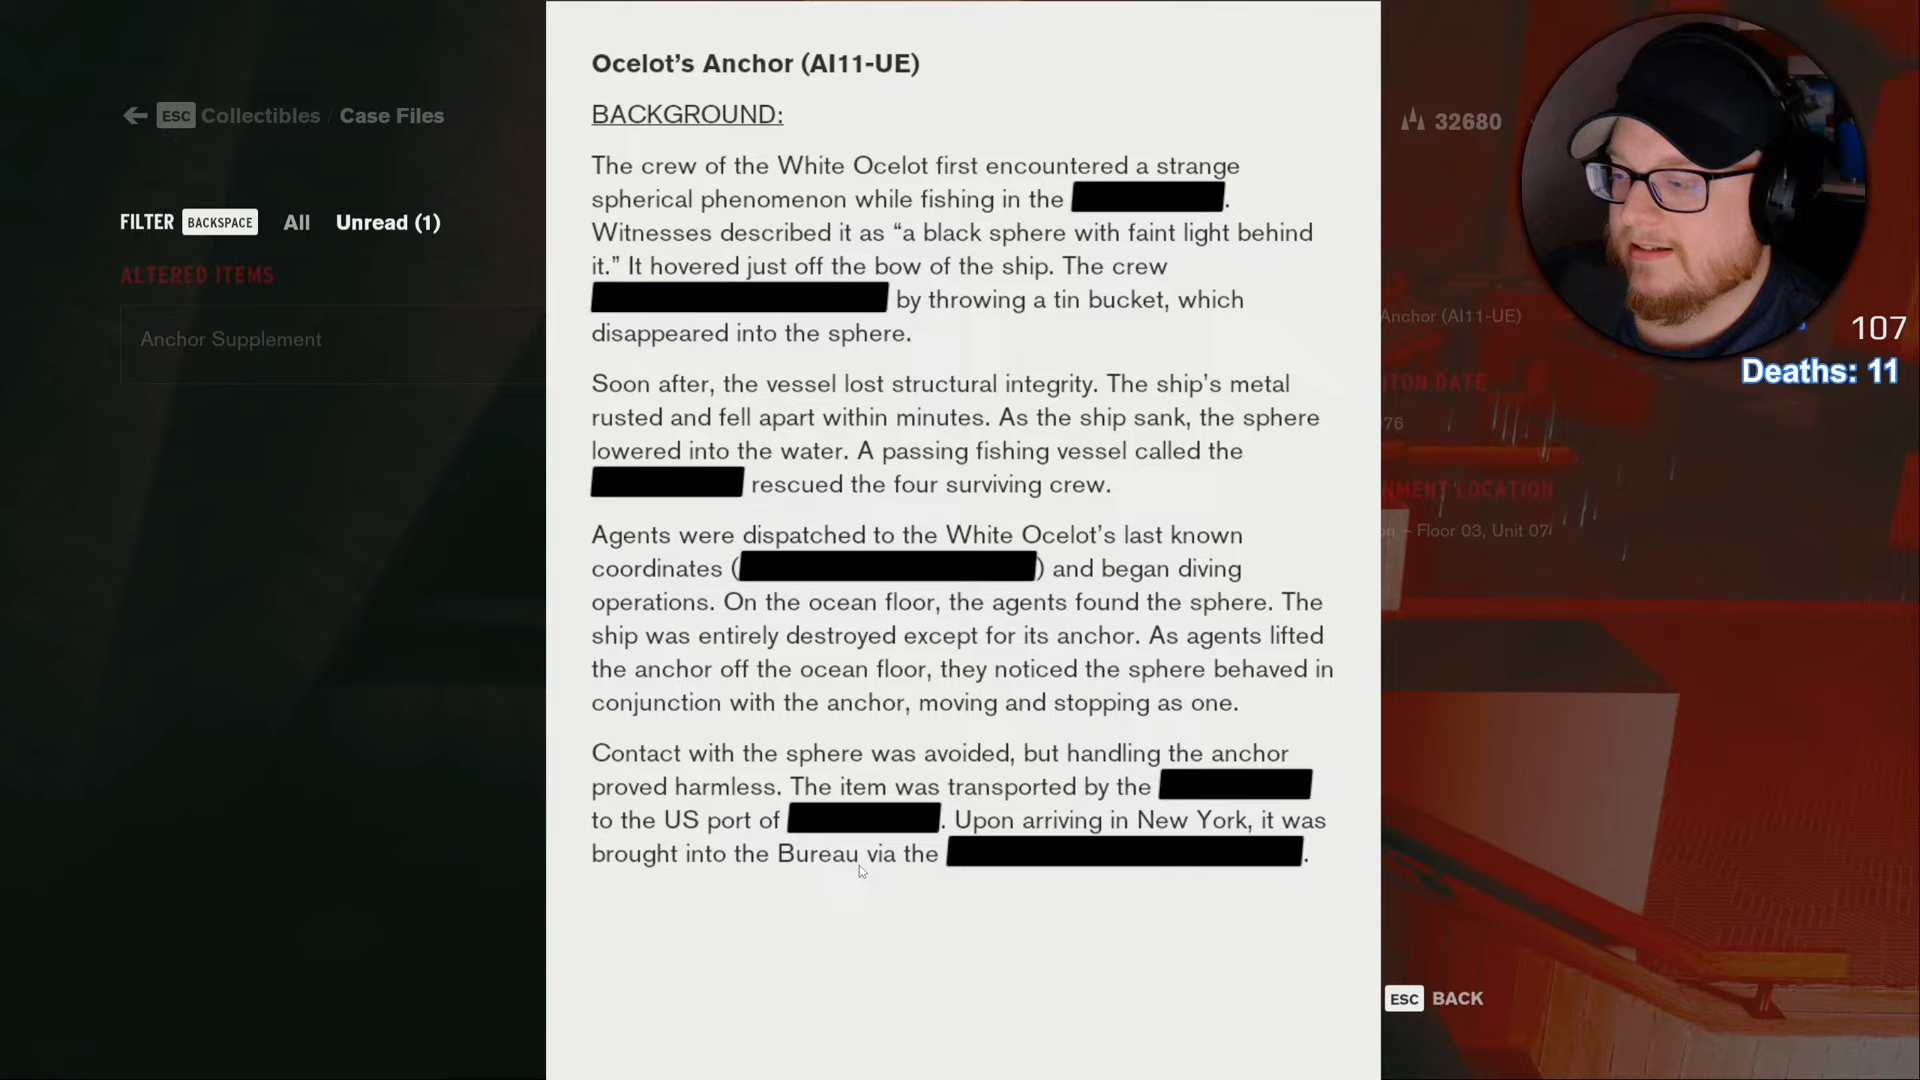 Ocelot's Anchor (AI11-UE)
BACKGROUND:
The crew of the White Ocelot first encountered a strange
spherical phenomenon while fishing in the .
Witnesses described it as “a black sphere with faint light behind
it.” It hovered just off the bow of the ship. The crew
by throwing a tin bucket, which
disappeared into the sphere.
Soon after, the vessel lost structural integrity. The ship's metal
rusted and fell apart within minutes. As the ship sank, the sphere
lowered into the water. A passing fishing vessel called the
rescued the four surviving crew.
Agents were dispatched to the White Ocelot's last known
coordinates ( ) and began diving
operations. On the ocean floor, the agents found the sphere. The
ship was entirely destroyed except for its anchor. As agents lifted
the anchor off the ocean floor, they noticed the sphere behaved in
conjunction with the anchor, moving and stopping as one.
Contact with the sphere was avoided, but handling the anchor
proved harmless. The item was transported by the
to the US port of . Upon arriving in New York, it was
brought into the Bureau via the .
ESC Collectibles / Case Files
FILTER BACKSPACE All Unread (1)
ALTERED ITEMS
Anchor Supplement
32680
Anchor (AI11-UE)
107
Deaths: 11
DATE
76
LOCATION
– Floor 03, Unit 07
ESC BACK